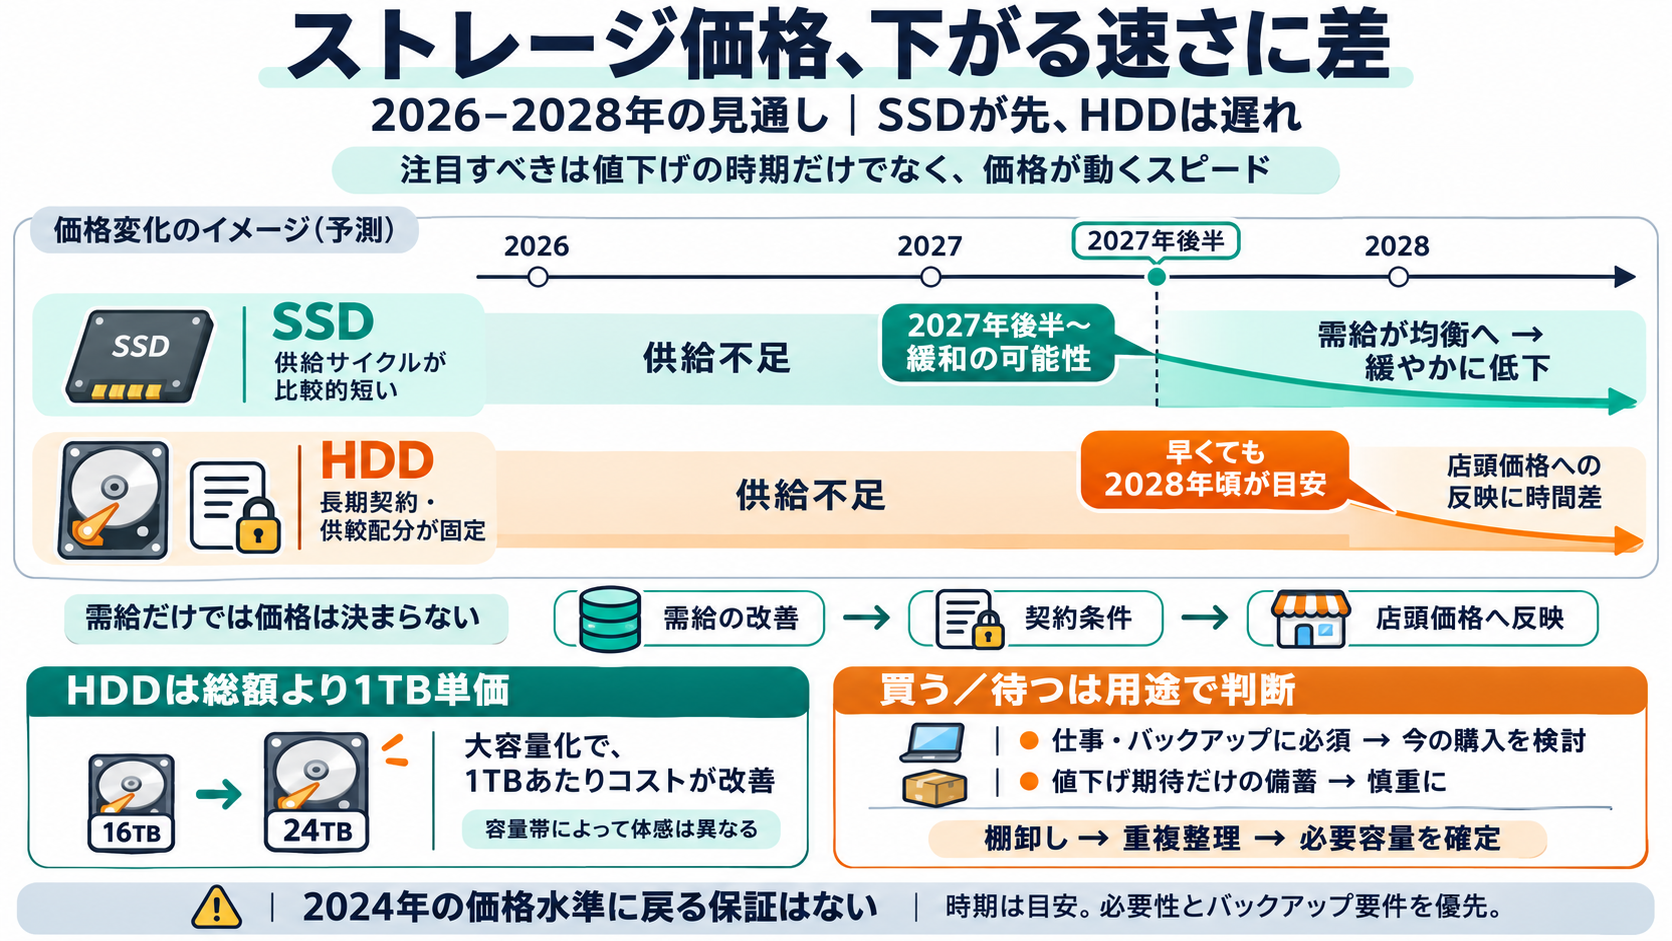 ストレージ価格、下がる速さに差
2026–2028年の見通し｜SSDが先、HDDは遅れ
注目すべきは値下げの時期だけでなく、価格が動くスピード
価格変化のイメージ（予測）
2026
2027
2027年後半
2028
SSD
SSD
供給サイクルが
比較的短い
供給不足
2027年後半～
緩和の可能性
需給が均衡へ →
緩やかに低下
HDD
長期契約・
供較配分が固定
供給不足
早くても
2028年頃が目安
店頭価格への
反映に時間差
需給だけでは価格は決まらない
需給の改善 → 契約条件 → 店頭価格へ反映
HDDは総額より1TB単価
16TB → 24TB
大容量化で、
1TBあたりコストが改善
容量帯によって体感は異なる
買う／待つは用途で判断
仕事・バックアップに必須 → 今の購入を検討
値下げ期待だけの備蓄 → 慎重に
棚卸し → 重複整理 → 必要容量を確定
2024年の価格水準に戻る保証はない｜時期は目安。必要性とバックアップ要件を優先。